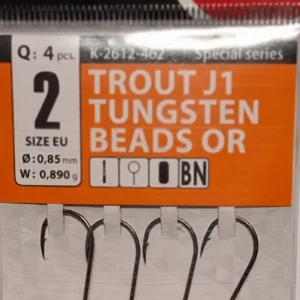 Q: 4 pcs. K-2612-462 Special series
2
SIZE EU
Ø: 0,85 mm
W: 0,890 g
TROUT J1
TUNGSTEN
BEADS OR
BN